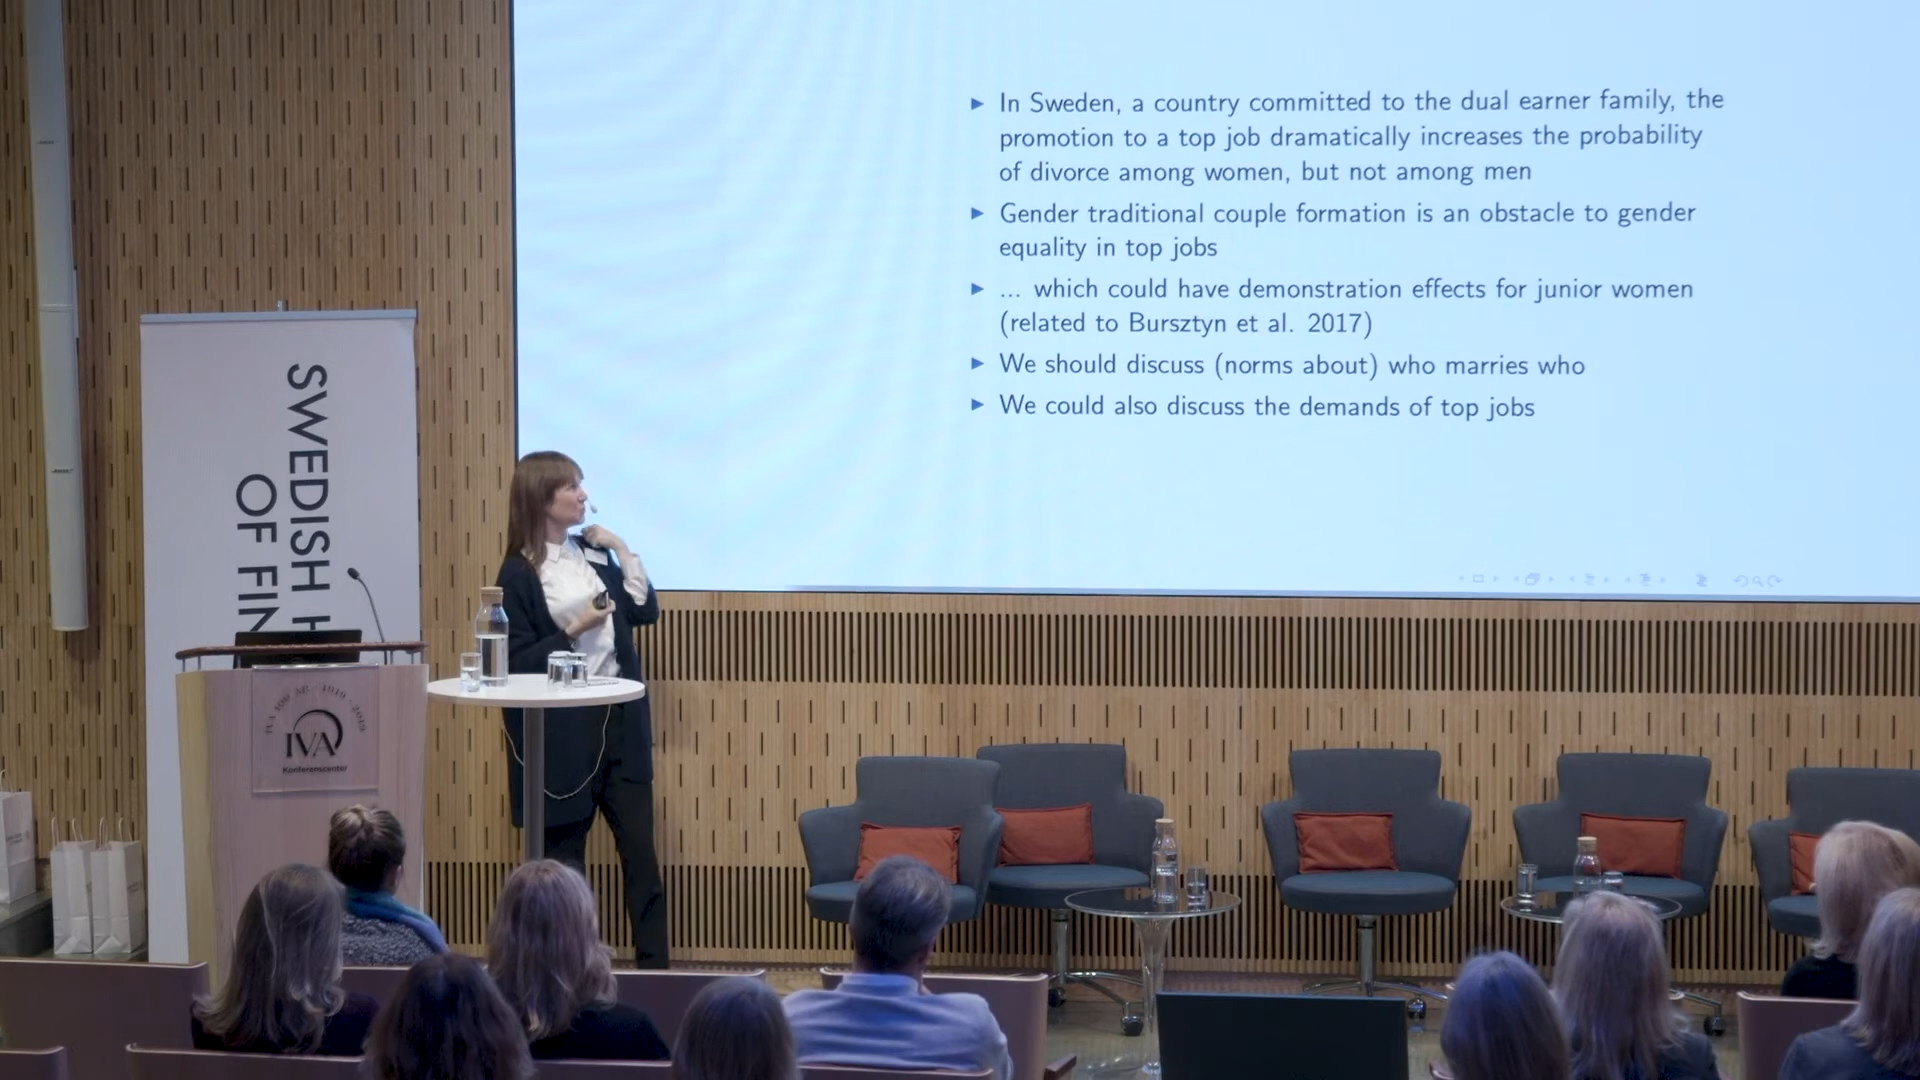 ► In Sweden, a country committed to the dual earner family, the
promotion to a top job dramatically increases the probability
of divorce among women, but not among men
► Gender traditional couple formation is an obstacle to gender
equality in top jobs
► ... which could have demonstration effects for junior women
(related to Bursztyn et al. 2017)
► We should discuss (norms about) who marries who
► We could also discuss the demands of top jobs
SWEDISH H
OF FIN
IVA
Konferenscenter